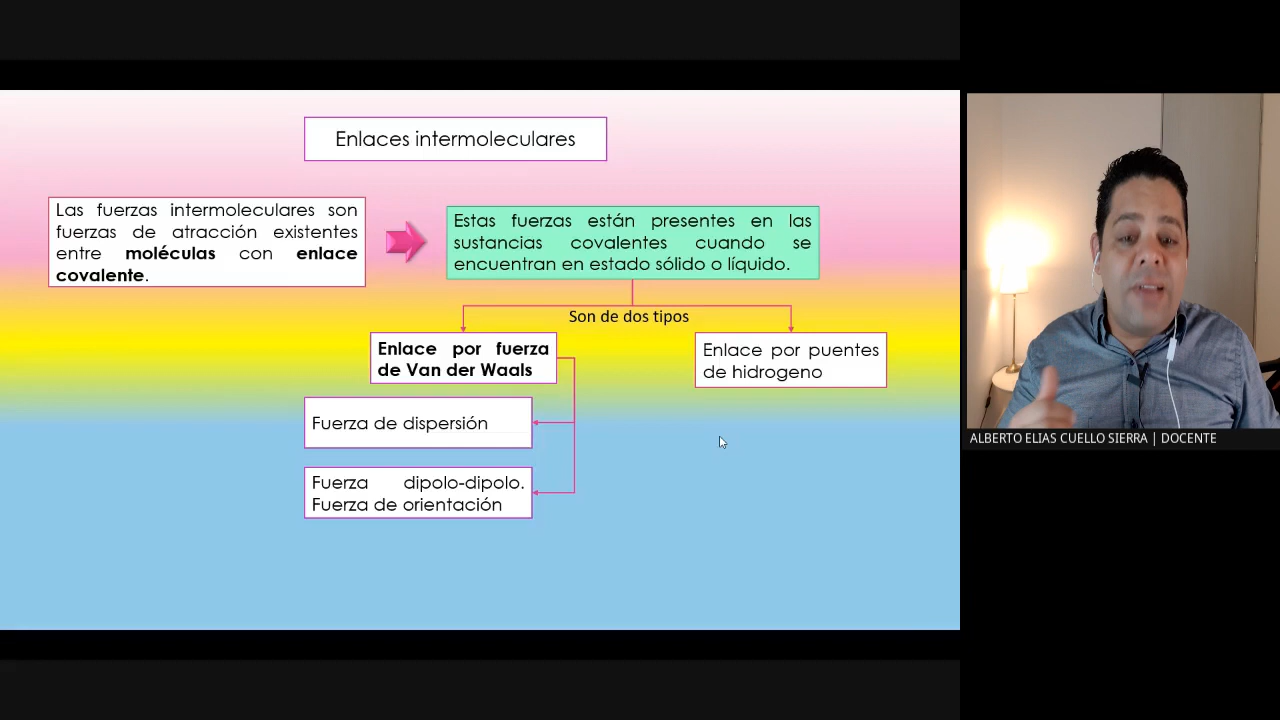 Enlaces intermoleculares
Las fuerzas intermoleculares son
fuerzas de atracción existentes
entre moléculas con enlace
covalente.
Estas fuerzas están presentes en las
sustancias covalentes cuando se
encuentran en estado sólido o líquido.
Son de dos tipos
Enlace por fuerza
de Van der Waals
Enlace por puentes
de hidrogeno
Fuerza de dispersión
Fuerza dipolo-dipolo.
Fuerza de orientación
ALBERTO ELIAS CUELLO SIERRA | DOCENTE